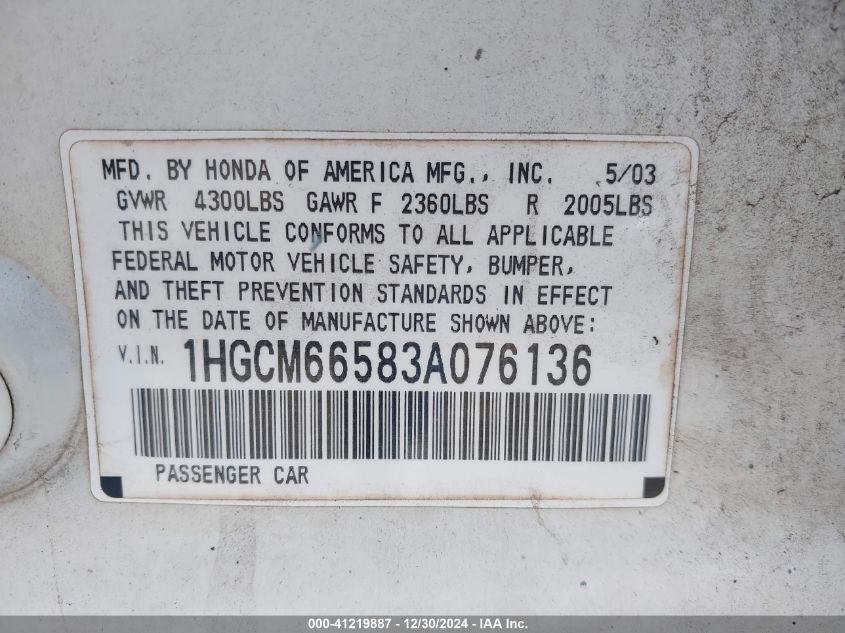 MFD. BY HONDA OF AMERICA MFG., INC. 5/03
GVWR 4300LBS GAWR F 2360LBS R 2005LBS
THIS VEHICLE CONFORMS TO ALL APPLICABLE
FEDERAL MOTOR VEHICLE SAFETY, BUMPER,
AND THEFT PREVENTION STANDARDS IN EFFECT
ON THE DATE OF MANUFACTURE SHOWN ABOVE:
V.I.N. 1HGCM66583A076136
PASSENGER CAR
000-41219887 - 12/30/2024 - IAA, Inc.